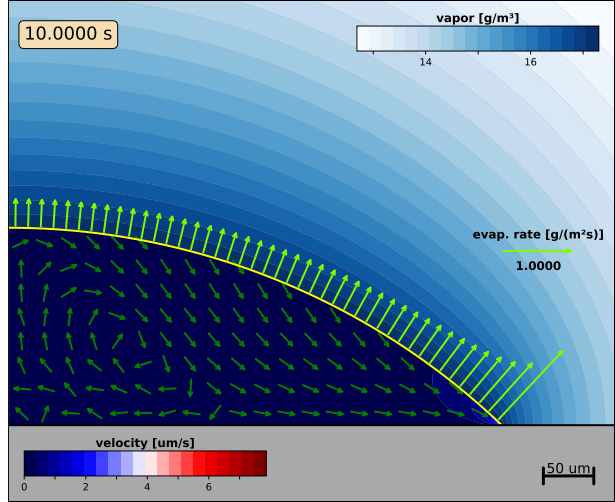 10.0000 s
vapor [g/m³]
14 16
evap. rate [g/(m²s)]
1.0000
velocity [um/s]
0 2 4 6
50 um